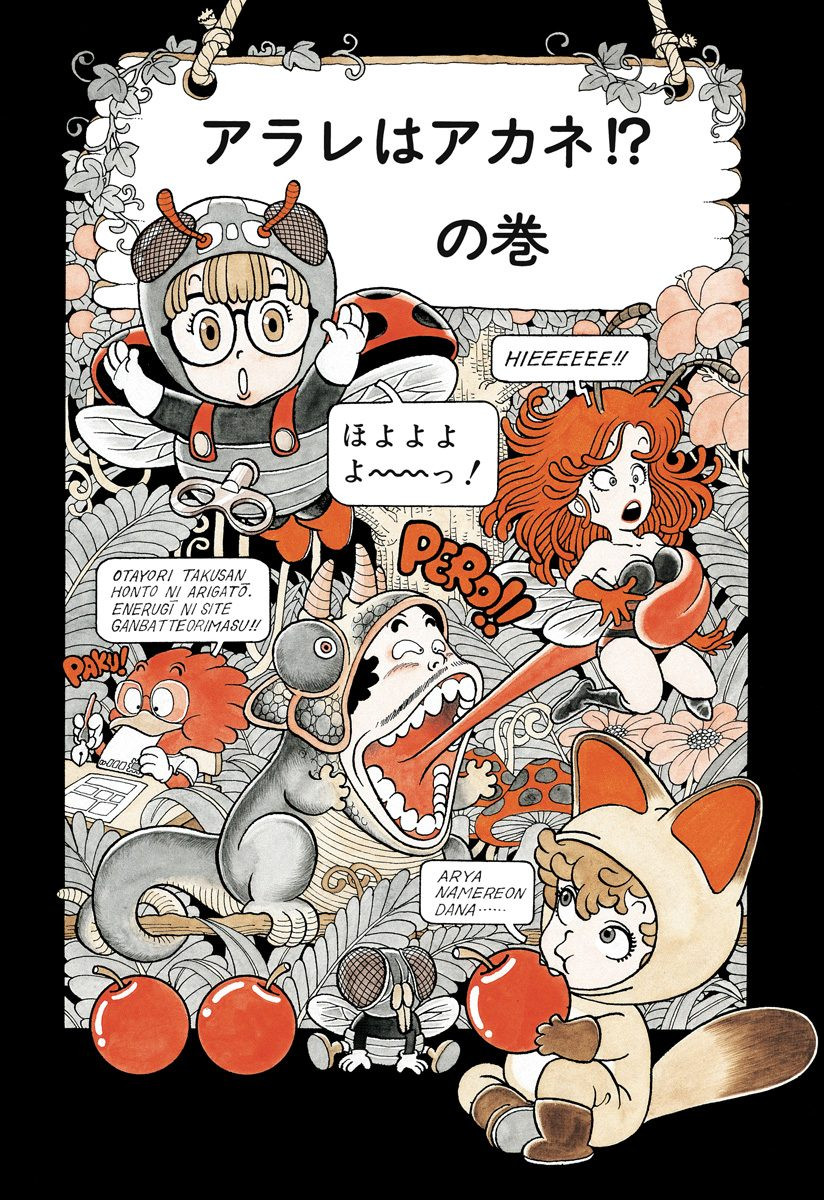 アラレはアカネ!?
の巻
HIEEEEEE!!
ほよよよ
よ〜〜〜っ!
PERO!!
OTAYORI TAKUSAN
HONTO NI ARIGATŌ.
ENERUGĪ NI SITE
GANBATTEORIMASU!!
PAKU!
ARYA
NAMEREON
DANA……